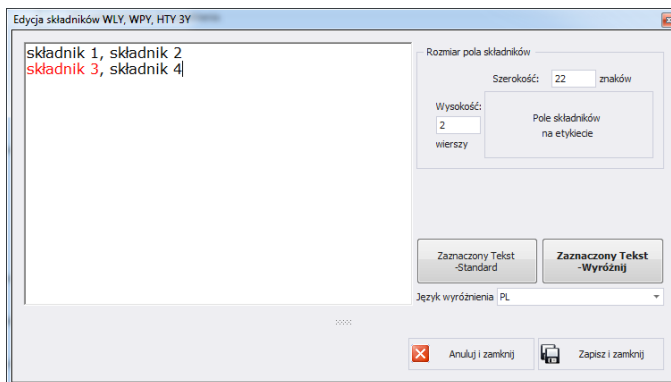 Edycja składników WLY, WPY, HTY 3Y
składnik 1, składnik 2
składnik 3, składnik 4
Rozmiar pola składników
Szerokość: 22 znaków
Wysokość:
2
wierszy
Pole składników
na etykiecie
Zaznaczony Tekst
-Standard
Zaznaczony Tekst
-Wyróżnij
Język wyróżnienia PL
Anuluj i zamknij
Zapisz i zamknij